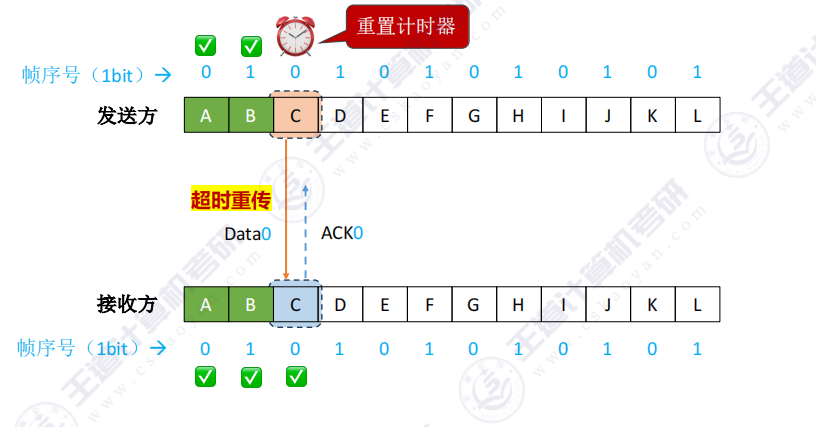 重置计时器
帧序号（1bit）→ 0 1 0 1 0 1 0 1 0 1 0 1
发送方 A B C D E F G H I J K L
超时重传
Data0 ACK0
接收方 A B C D E F G H I J K L
帧序号（1bit）→ 0 1 0 1 0 1 0 1 0 1 0 1
王道计算机考研
www.cskaoyan.com